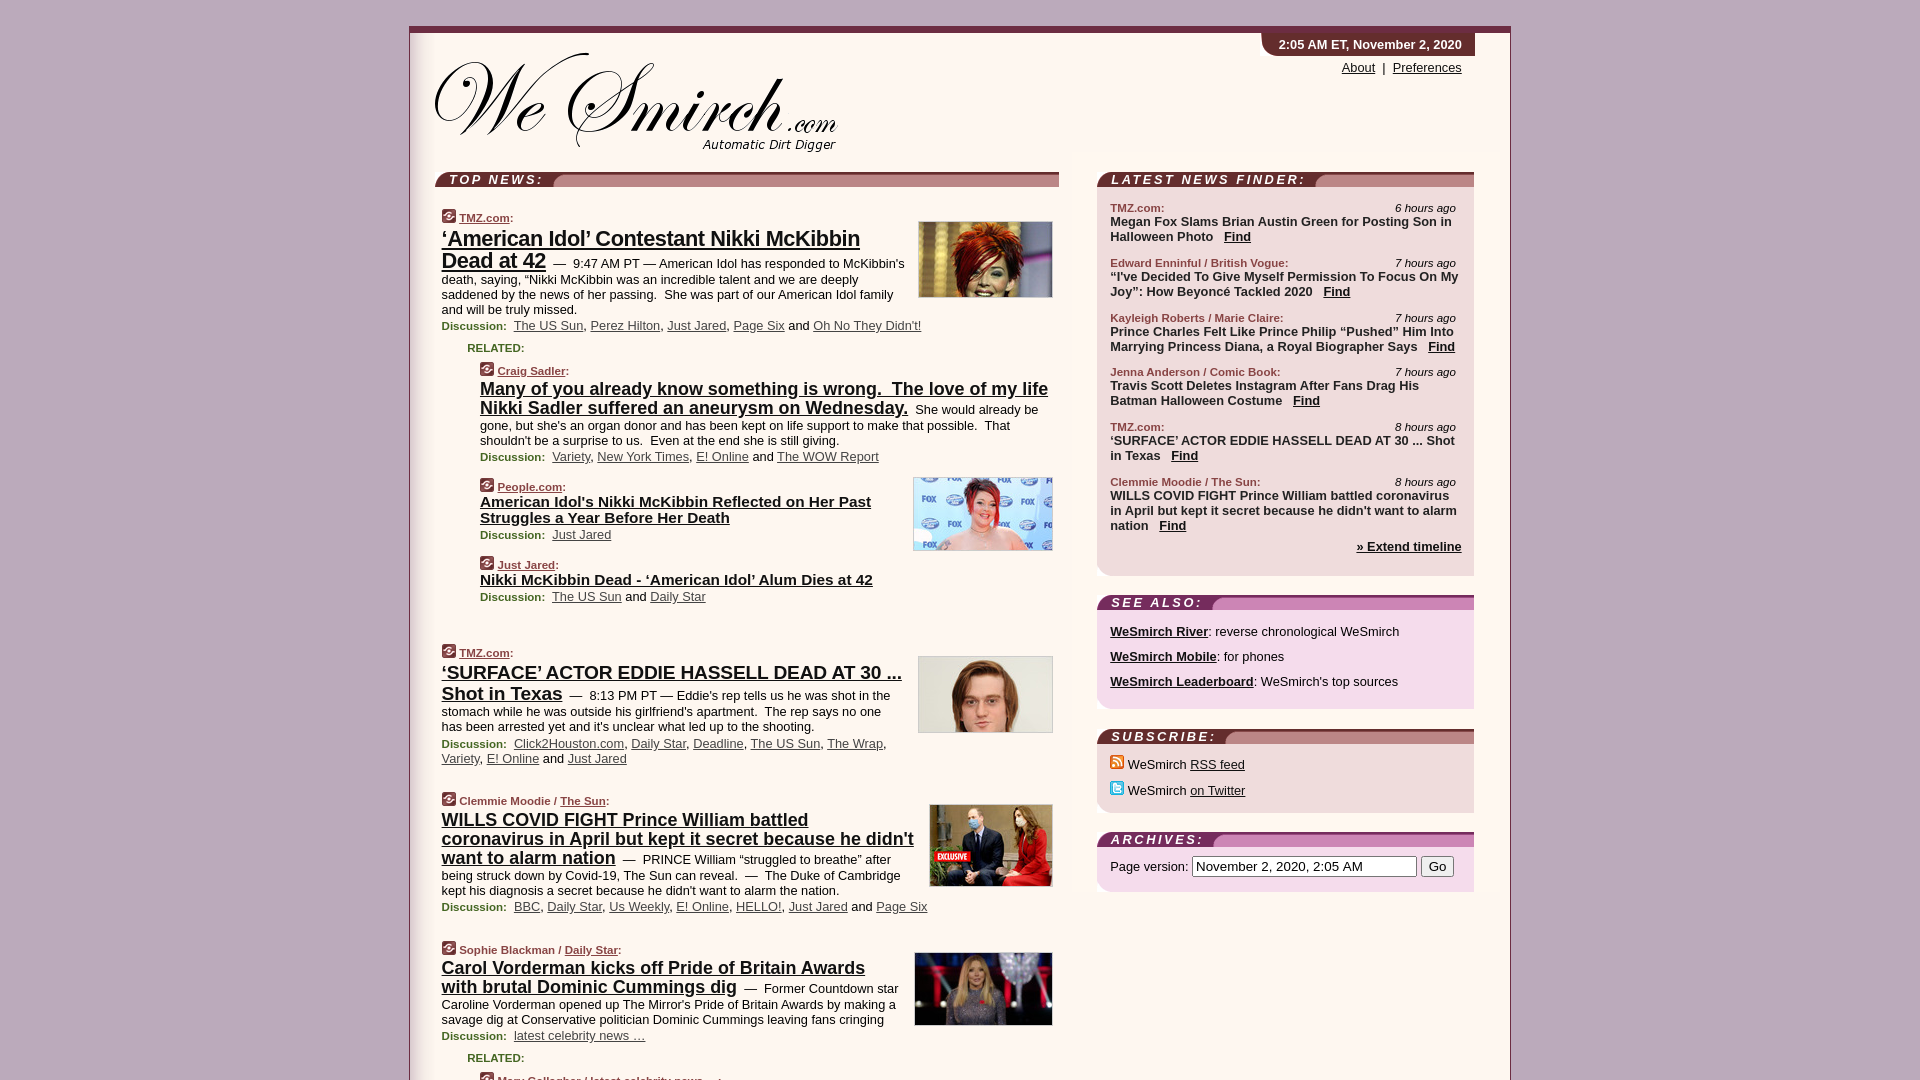 2:05 AM ET, November 2, 2020
About | Preferences
We Smirch.com
Automatic Dirt Digger
TOP NEWS:
TMZ.com:
‘American Idol’ Contestant Nikki McKibbin
Dead at 42 — 9:47 AM PT — American Idol has responded to McKibbin's
death, saying, “Nikki McKibbin was an incredible talent and we are deeply
saddened by the news of her passing. She was part of our American Idol family
and will be truly missed.
Discussion: The US Sun, Perez Hilton, Just Jared, Page Six and Oh No They Didn't!
RELATED:
Craig Sadler:
Many of you already know something is wrong. The love of my life
Nikki Sadler suffered an aneurysm on Wednesday. She would already be
gone, but she's an organ donor and has been kept on life support to make that possible. That
shouldn't be a surprise to us. Even at the end she is still giving.
Discussion: Variety, New York Times, E! Online and The WOW Report
People.com:
American Idol's Nikki McKibbin Reflected on Her Past
Struggles a Year Before Her Death
Discussion: Just Jared
Just Jared:
Nikki McKibbin Dead - ‘American Idol’ Alum Dies at 42
Discussion: The US Sun and Daily Star
TMZ.com:
‘SURFACE’ ACTOR EDDIE HASSELL DEAD AT 30 ...
Shot in Texas — 8:13 PM PT — Eddie's rep tells us he was shot in the
stomach while he was outside his girlfriend's apartment. The rep says no one
has been arrested yet and it's unclear what led up to the shooting.
Discussion: Click2Houston.com, Daily Star, Deadline, The US Sun, The Wrap,
Variety, E! Online and Just Jared
Clemmie Moodie / The Sun:
WILLS COVID FIGHT Prince William battled
coronavirus in April but kept it secret because he didn't
want to alarm nation — PRINCE William “struggled to breathe” after
being struck down by Covid-19, The Sun can reveal. — The Duke of Cambridge
kept his diagnosis a secret because he didn't want to alarm the nation.
Discussion: BBC, Daily Star, Us Weekly, E! Online, HELLO!, Just Jared and Page Six
EXCLUSIVE
Sophie Blackman / Daily Star:
Carol Vorderman kicks off Pride of Britain Awards
with brutal Dominic Cummings dig — Former Countdown star
Caroline Vorderman opened up The Mirror's Pride of Britain Awards by making a
savage dig at Conservative politician Dominic Cummings leaving fans cringing
Discussion: latest celebrity news …
RELATED:
Mary Gallagher / latest celebrity news …:
FOX
FOX
FOX
LATEST NEWS FINDER:
TMZ.com: 6 hours ago
Megan Fox Slams Brian Austin Green for Posting Son in
Halloween Photo Find
Edward Enninful / British Vogue: 7 hours ago
“I've Decided To Give Myself Permission To Focus On My
Joy”: How Beyoncé Tackled 2020 Find
Kayleigh Roberts / Marie Claire: 7 hours ago
Prince Charles Felt Like Prince Philip “Pushed” Him Into
Marrying Princess Diana, a Royal Biographer Says Find
Jenna Anderson / Comic Book: 7 hours ago
Travis Scott Deletes Instagram After Fans Drag His
Batman Halloween Costume Find
TMZ.com: 8 hours ago
‘SURFACE’ ACTOR EDDIE HASSELL DEAD AT 30 ... Shot
in Texas Find
Clemmie Moodie / The Sun: 8 hours ago
WILLS COVID FIGHT Prince William battled coronavirus
in April but kept it secret because he didn't want to alarm
nation Find
» Extend timeline
SEE ALSO:
WeSmirch River: reverse chronological WeSmirch
WeSmirch Mobile: for phones
WeSmirch Leaderboard: WeSmirch's top sources
SUBSCRIBE:
WeSmirch RSS feed
WeSmirch on Twitter
ARCHIVES:
Page version: November 2, 2020, 2:05 AM Go